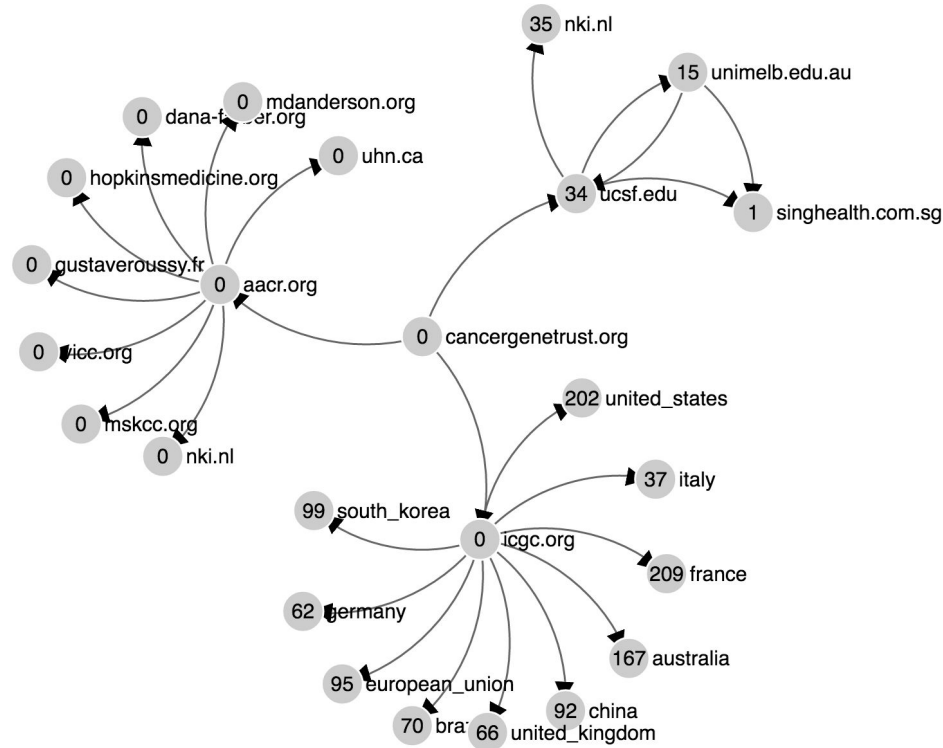 35 nki.nl
15 unimelb.edu.au
0 mdanderson.org
0 dana-farber.org
0 uhn.ca
0 hopkinsmedicine.org
34 ucsf.edu
1 singhealth.com.sg
0 gustaveroussy.fr
0 aacr.org
0 cancergenetrust.org
0 vicc.org
202 united_states
0 mskcc.org
0 nki.nl
37 italy
99 south_korea
0 icgc.org
209 france
62 germany
167 australia
95 european_union
92 china
70 bra
66 united_kingdom